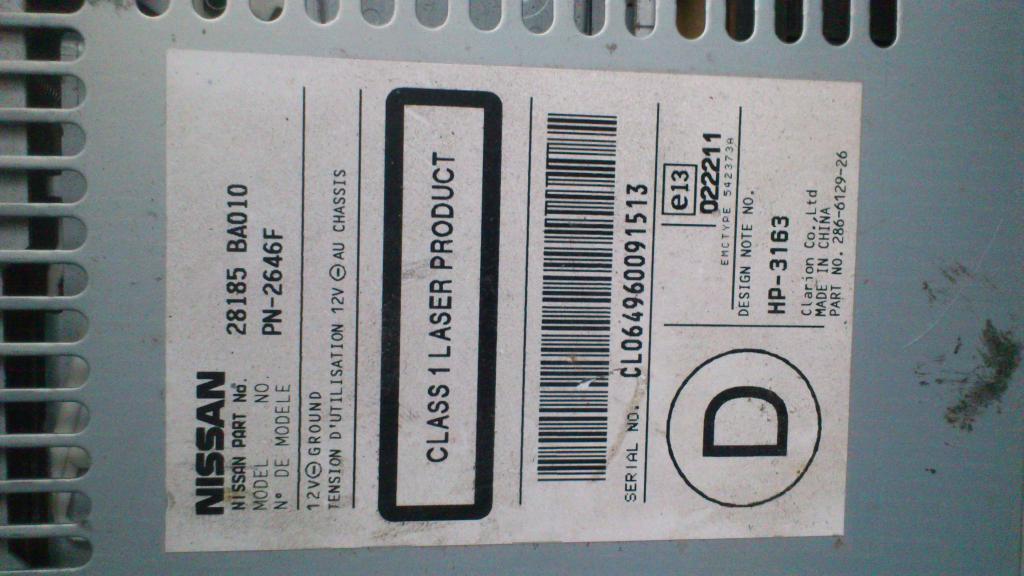 NISSAN
NISSAN PART No. 28185 BA010
MODEL NO. PN-2646F
N° DE MODELE
12V⊖GROUND
TENSION D'UTILISATION 12V⊖AU CHASSIS
CLASS 1 LASER PRODUCT
SERIAL NO. CL064960091513
D
e13
022211
EMCTYPE 542373A
DESIGN NOTE NO.
HP-3163
Clarion Co.,Ltd
MADE IN CHINA
PART NO. 286-6129-26